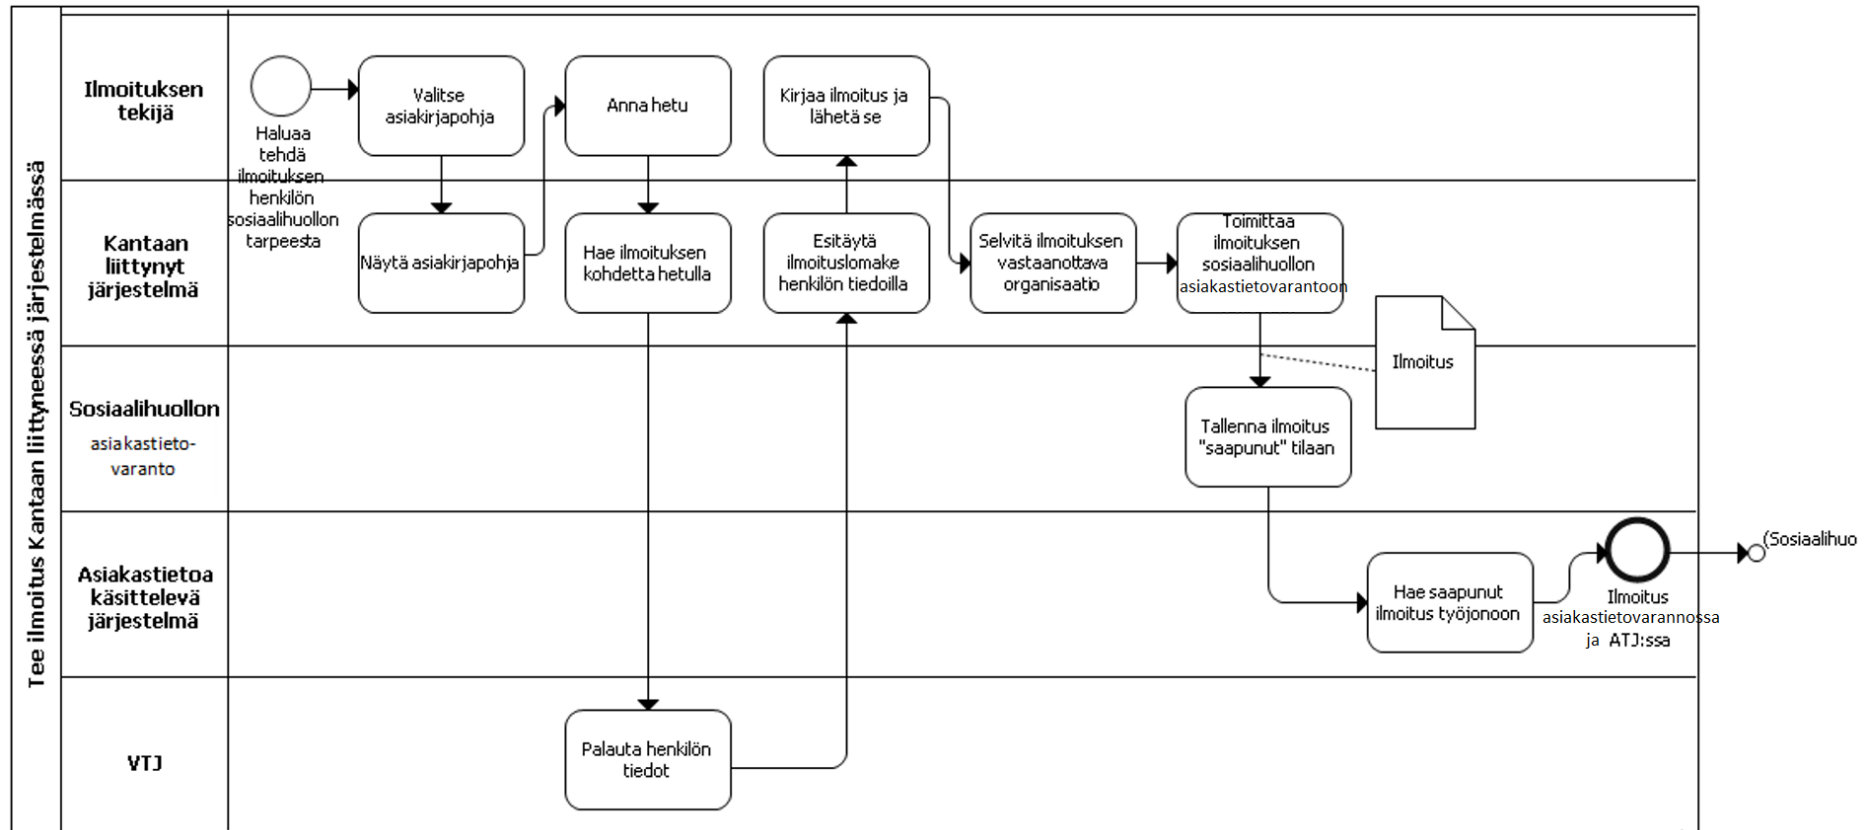 Tee ilmoitus Kantaan liittyneessä järjestelmässä
Ilmoituksen
tekijä
Haluaa
tehdä
ilmoituksen
henkilön
sosiaalihuollon
tarpeesta
Valitse
asiakirjapohja
Anna hetu
Kirjaa ilmoitus ja
lähetä se
Kantaan
liittynyt
järjestelmä
Näytä asiakirjapohja
Hae ilmoituksen
kohdetta hetulla
Esitäytä
ilmoituslomake
henkilön tiedoilla
Selvitä ilmoituksen
vastaanottava
organisaatio
Toimittaa
ilmoituksen
sosiaalihuollon
asiakastietovarantoon
Ilmoitus
Sosiaalihuollon
asiakastieto-
varanto
Tallenna ilmoitus
"saapunut" tilaan
Asiakastietoa
käsittelevä
järjestelmä
Hae saapunut
ilmoitus työjonoon
Ilmoitus
asiakastietovarannossa
ja ATJ:ssa
(Sosiaalihuo
VTJ
Palauta henkilön
tiedot